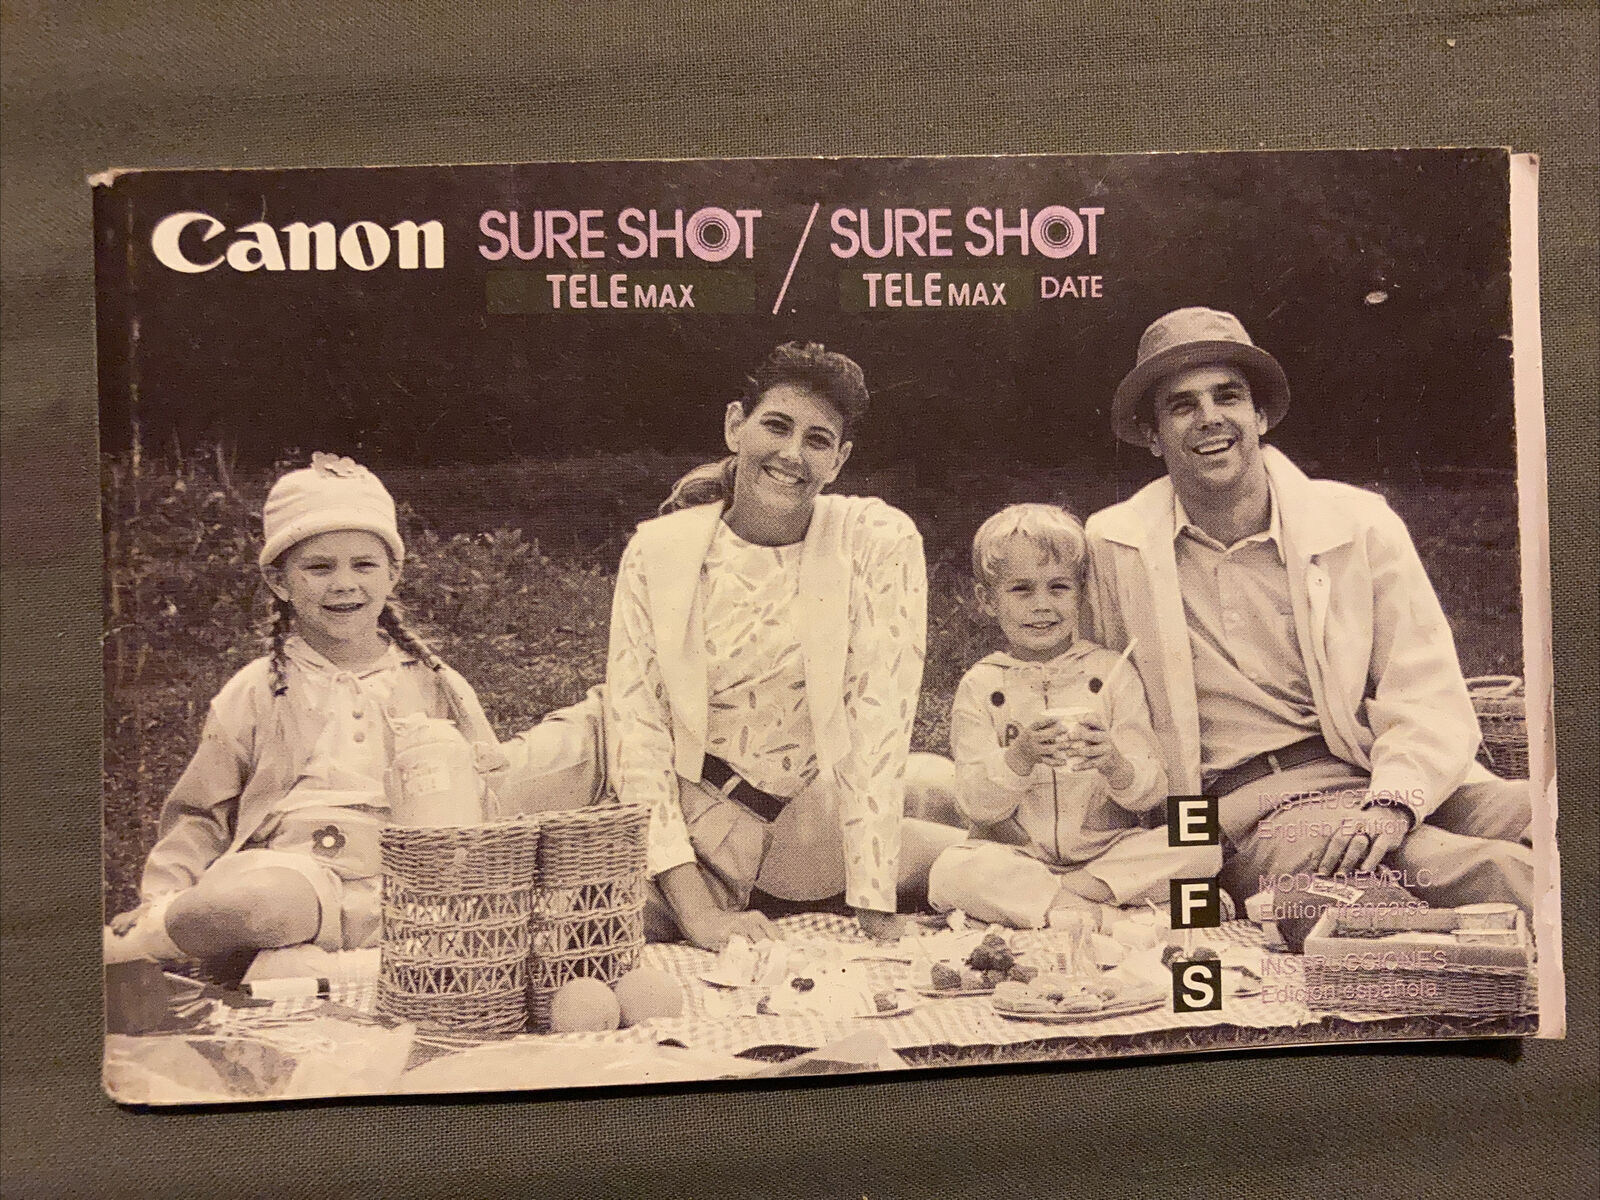 Canon SURE SHOT / SURE SHOT
TELE MAX TELE MAX DATE
E INSTRUCTIONS
English Edition
F MODE D'EMPLOI
Edition française
S INSTRUCCIONES
Edición española